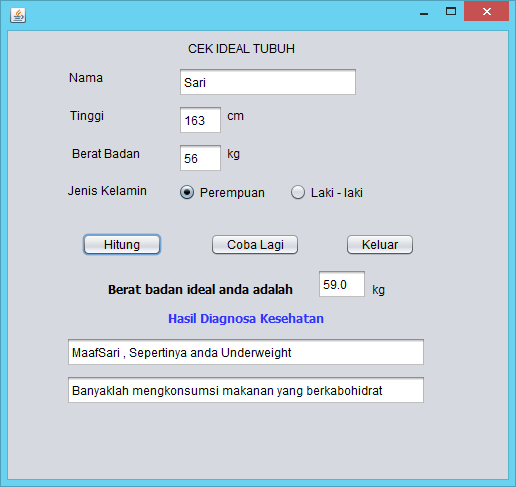 CEK IDEAL TUBUH
Nama Sari
Tinggi 163 cm
Berat Badan 56 kg
Jenis Kelamin Perempuan Laki - laki
Hitung Coba Lagi Keluar
Berat badan ideal anda adalah 59.0 kg
Hasil Diagnosa Kesehatan
MaafSari , Sepertinya anda Underweight
Banyaklah mengkonsumsi makanan yang berkabohidrat